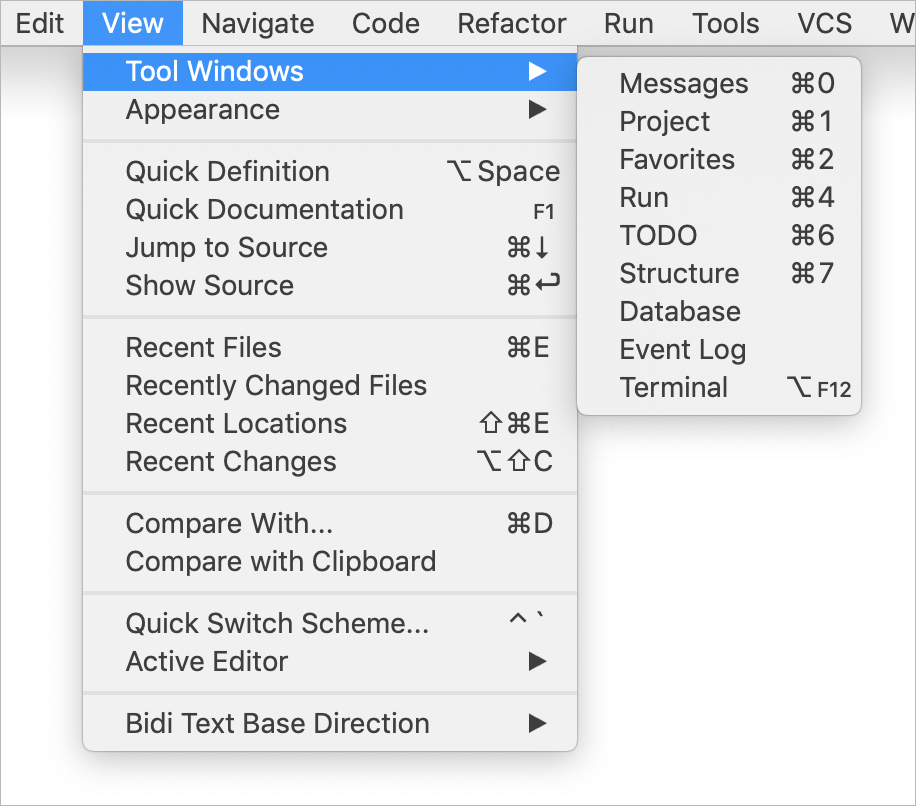 Edit View Navigate Code Refactor Run Tools VCS
Tool Windows ▶
Appearance ▶
Quick Definition ⌥Space
Quick Documentation F1
Jump to Source ⌘↓
Show Source ⌘↩
Recent Files ⌘E
Recently Changed Files
Recent Locations ⇧⌘E
Recent Changes ⌥⇧C
Compare With... ⌘D
Compare with Clipboard
Quick Switch Scheme... ^`
Active Editor ▶
Bidi Text Base Direction ▶
Messages ⌘0
Project ⌘1
Favorites ⌘2
Run ⌘4
TODO ⌘6
Structure ⌘7
Database
Event Log
Terminal ⌥F12